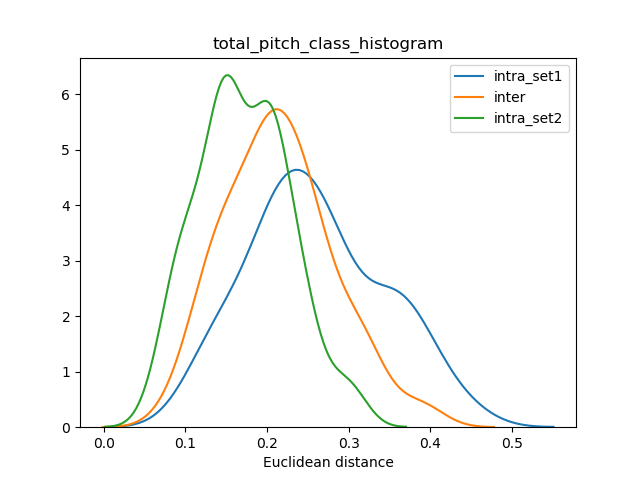 total_pitch_class_histogram
intra_set1
inter
intra_set2
6
5
4
3
2
1
0
0.0 0.1 0.2 0.3 0.4 0.5
Euclidean distance